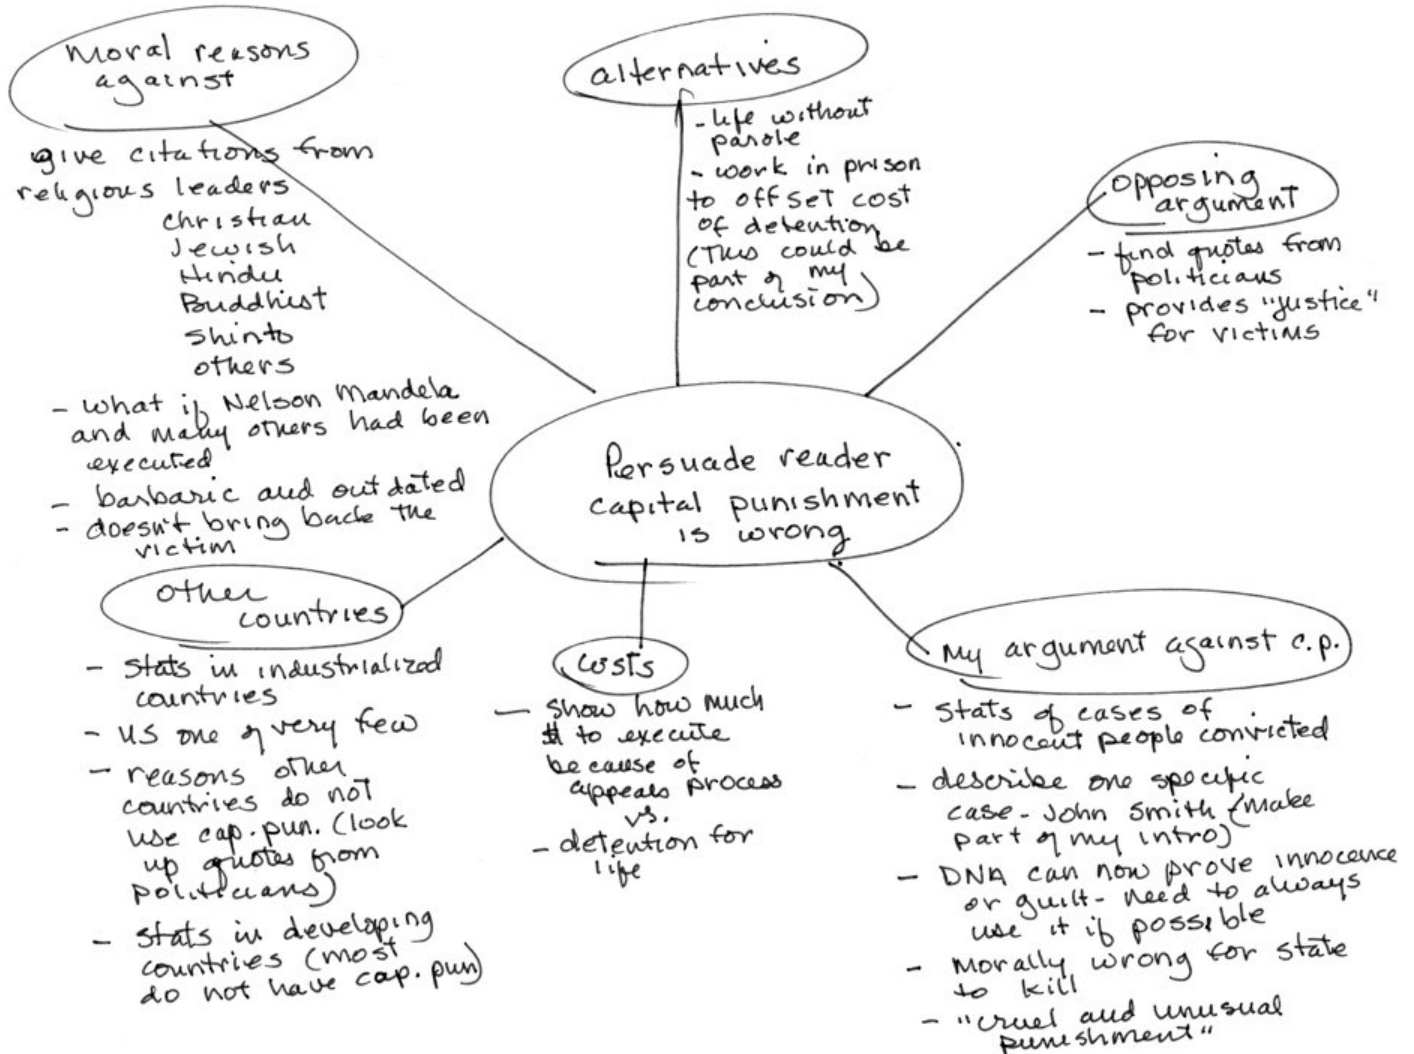 Moral reasons
against
give citations from
religious leaders
Christian
Jewish
Hindu
Buddhist
Shinto
others
- what if Nelson Mandela
and many others had been
executed
- barbaric and outdated
- doesn't bring back the
victim
alternatives
- life without
parole
- work in prison
to offset cost
of detention
(This could be
part of my
conclusion)
opposing
argument
- find quotes from
politicians
- provides "justice"
for victims
Persuade reader
capital punishment
is wrong
other
countries
- stats in industrialized
countries
- US one of very few
- reasons other
countries do not
use cap. pun. (look
up quotes from
politicians)
- stats in developing
countries (most
do not have cap. pun)
costs
- show how much
$ to execute
because of
appeals process
vs.
- detention for
life
My argument against c.p.
- stats of cases of
innocent people convicted
- describe one specific
case - John Smith (make
part of my intro)
- DNA can now prove innocence
or guilt - need to always
use it if possible
- Morally wrong for state
to kill
- "cruel and unusual
punishment"